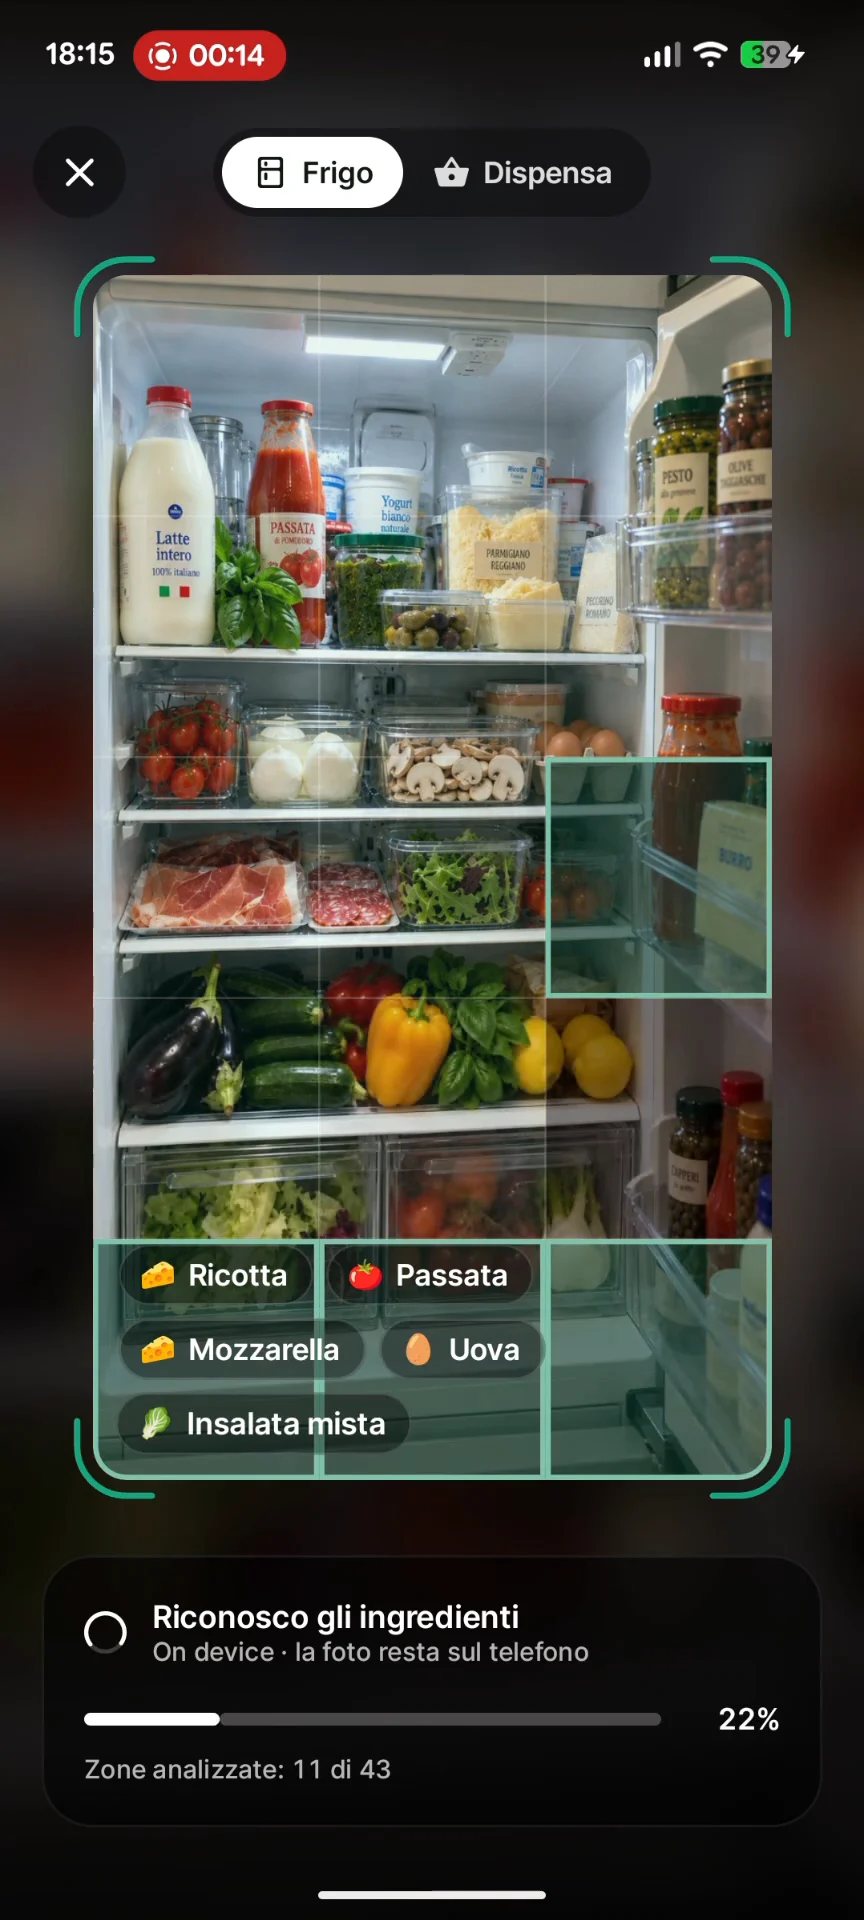 18:15
00:14
39
Frigo
Dispensa
Latte
intero
100% italiano
PASSATA
di POMODORO
Yogurt
bianco
naturale
Ricotta
PARMIGIANO
REGGIANO
PECORINO
ROMANO
PESTO
alla genovese
OLIVE
TAGGIASCHE
BURRO
CAPPERI
Ricotta
Passata
Mozzarella
Uova
Insalata mista
Riconosco gli ingredienti
On device · la foto resta sul telefono
22%
Zone analizzate: 11 di 43